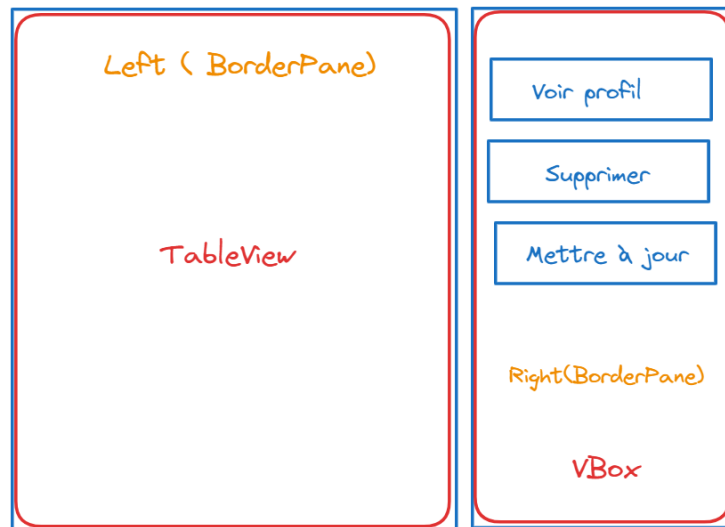 Left ( BorderPane)
TableView
Voir profil
Supprimer
Mettre à jour
Right(BorderPane)
VBox